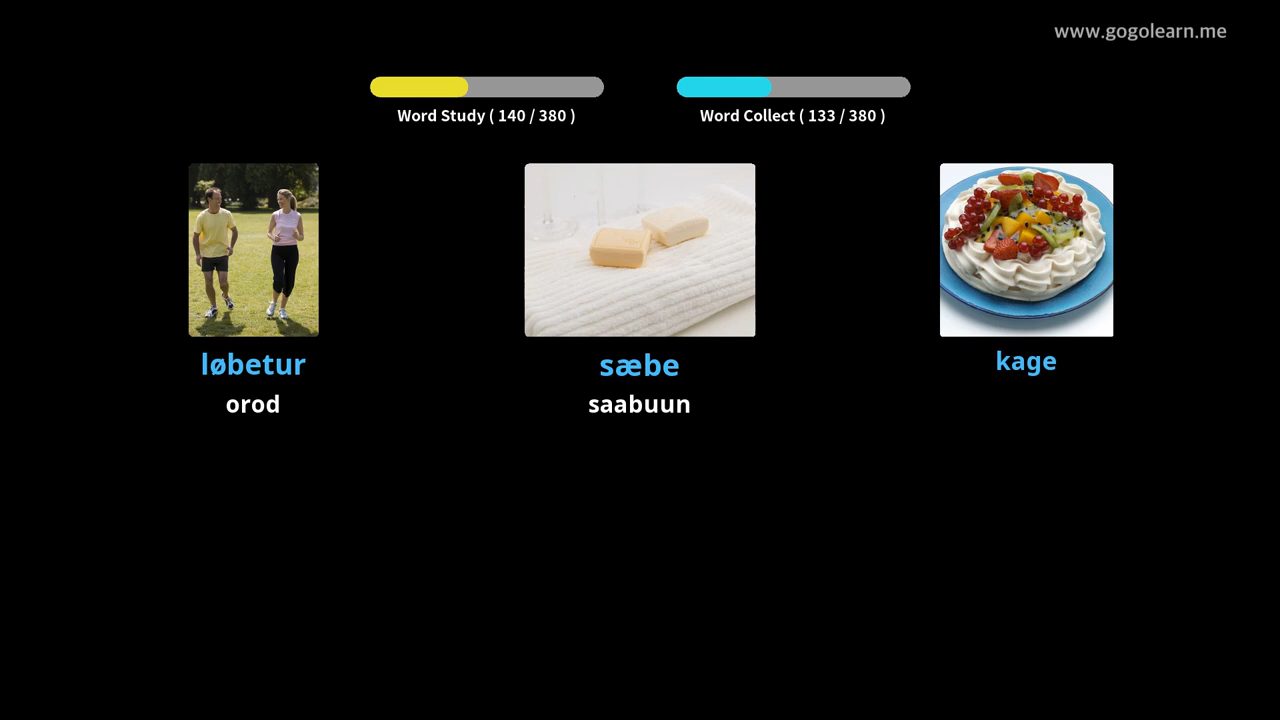 www.gogolearn.me
Word Study ( 140 / 380 )
Word Collect ( 133 / 380 )
løbetur
sæbe
kage
orod
saabuun